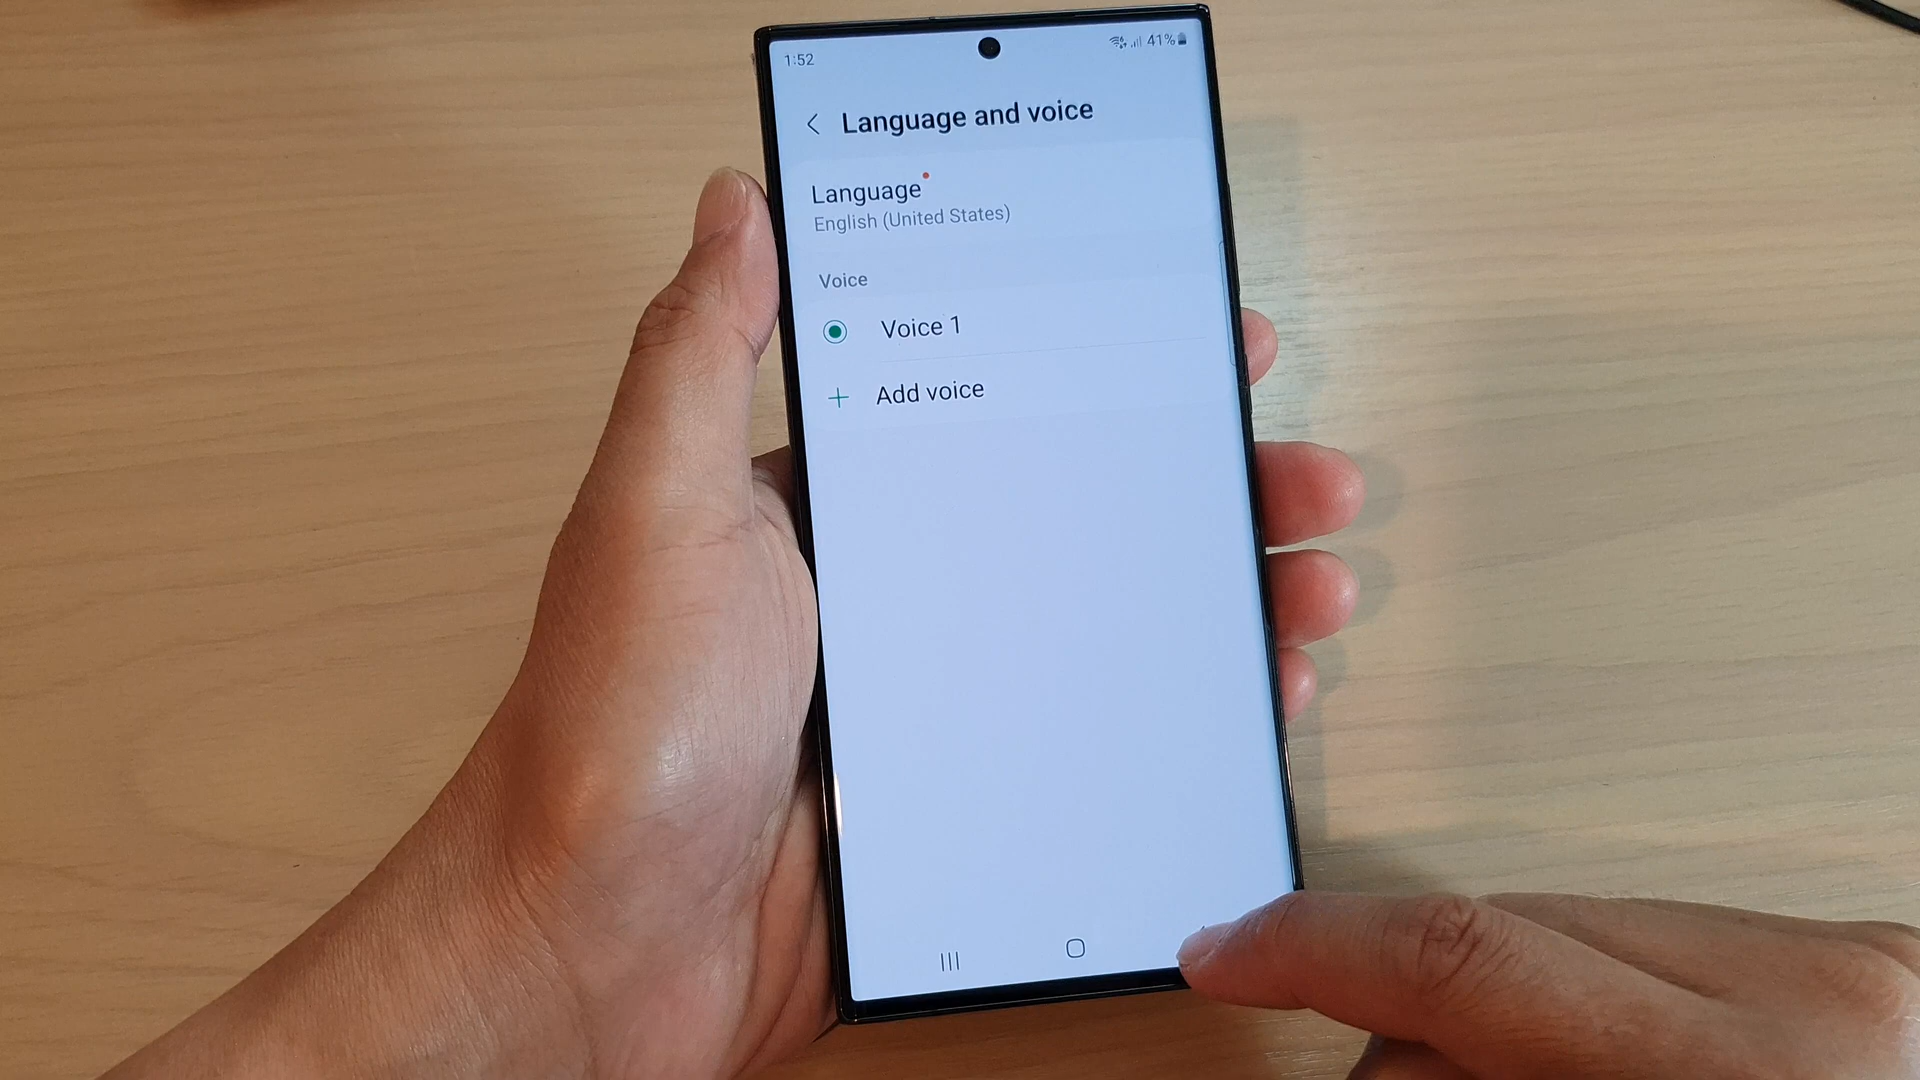 1:52
41%
Language and voice
Language
English (United States)
Voice
Voice 1
Add voice